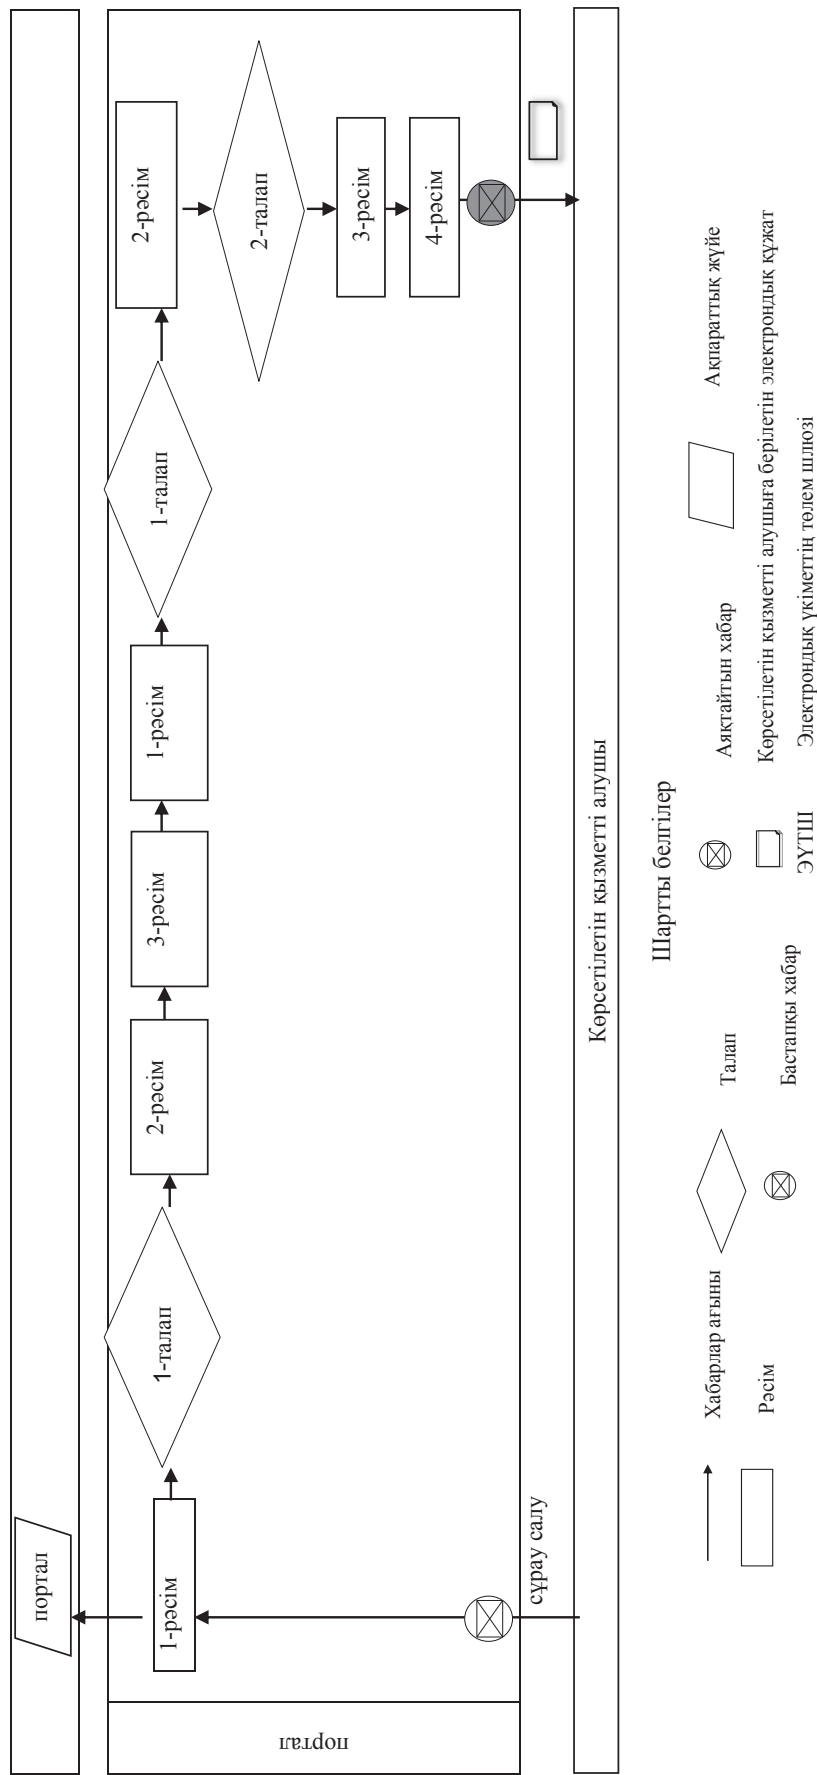 портал
портал
1-рәсім
1-талап
2-рәсім
3-рәсім
1-рәсім
1-талап
2-рәсім
2-талап
3-рәсім
4-рәсім
сұрау салу
Көрсетілетін қызметті алушы
Шартты белгілер
Хабарлар ағыны
Талап
Аяқтайтын хабар
Ақпараттық жүйе
Рәсім
Бастапқы хабар
Көрсетілетін қызметті алушыға берілетін электрондық құжат
ЭҮТШ
Электрондық үкіметтің төлем шлюзі